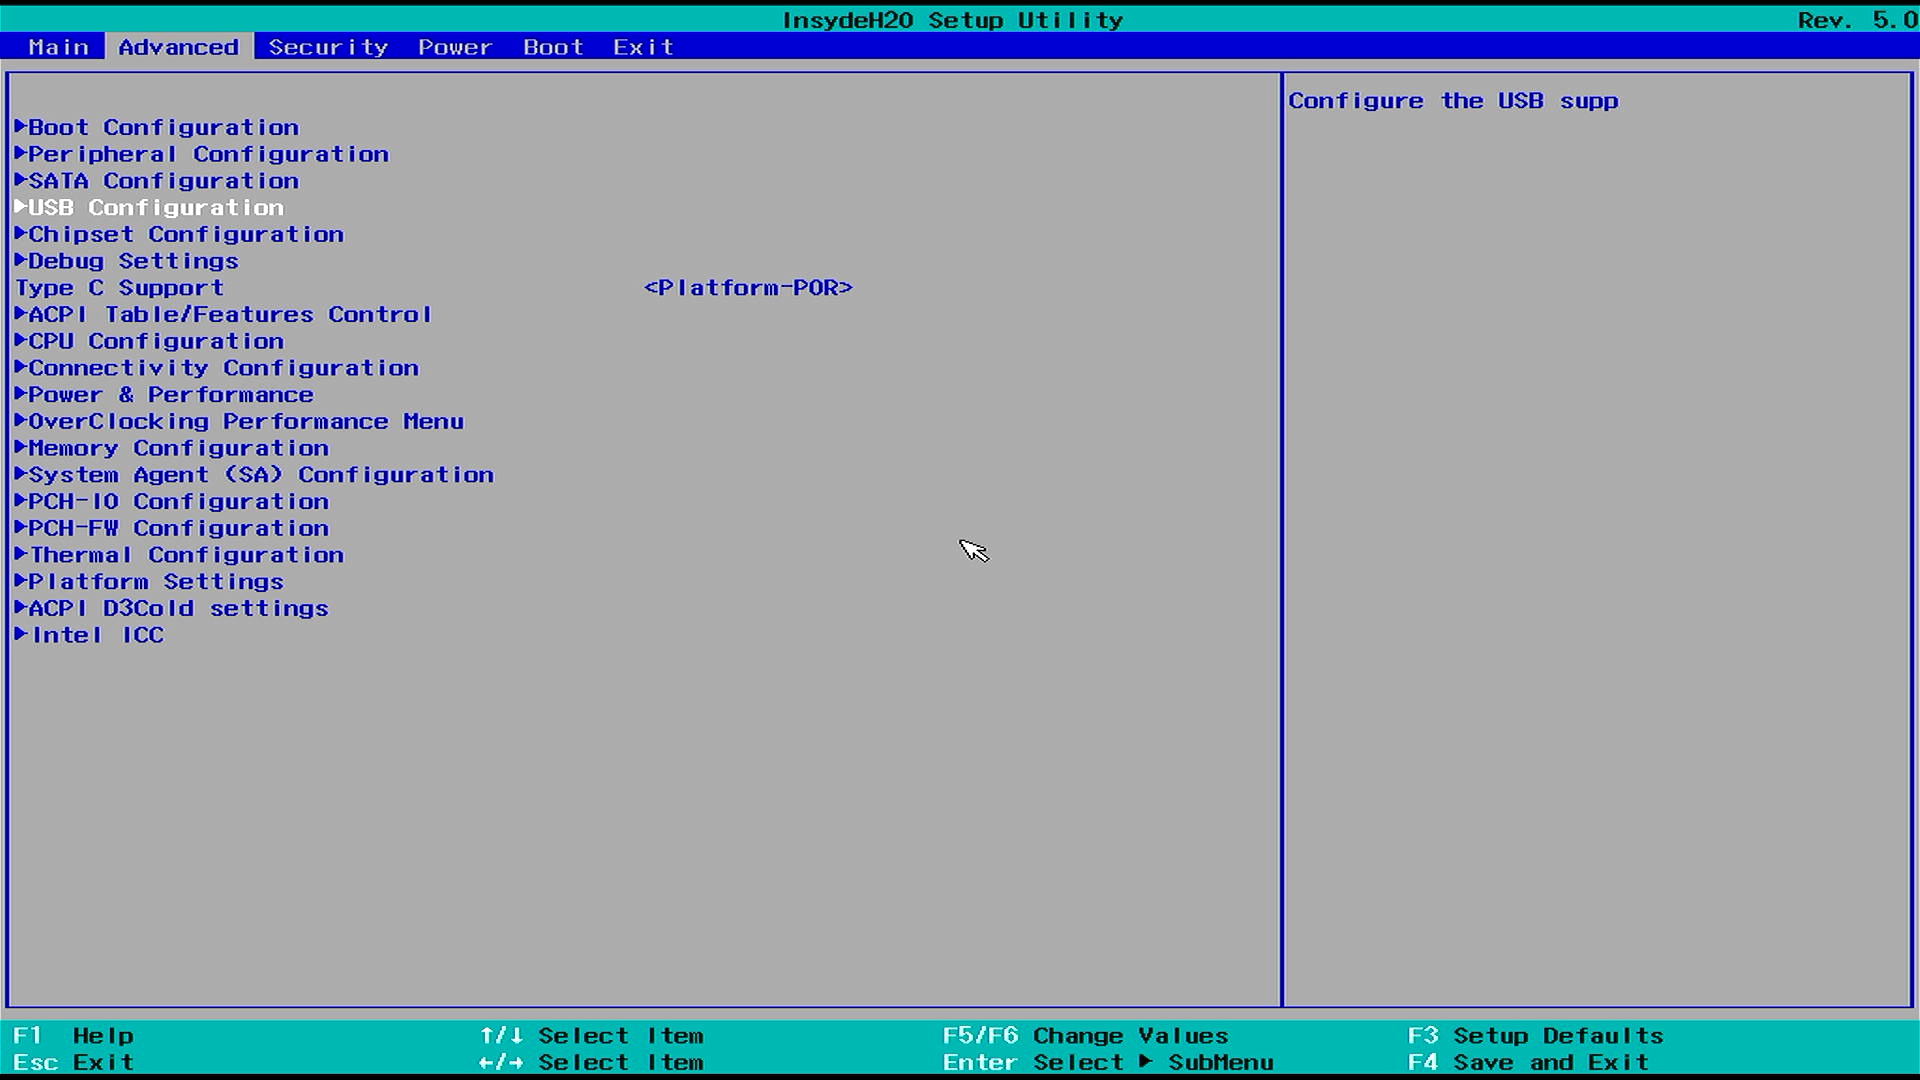 InsydeH20 Setup Utility Rev. 5.0
Main Advanced Security Power Boot Exit
Configure the USB supp
Boot Configuration
Peripheral Configuration
SATA Configuration
USB Configuration
Chipset Configuration
Debug Settings
Type C Support <Platform-POR>
ACPI Table/Features Control
CPU Configuration
Connectivity Configuration
Power & Performance
OverClocking Performance Menu
Memory Configuration
System Agent (SA) Configuration
PCH-IO Configuration
PCH-FW Configuration
Thermal Configuration
Platform Settings
ACPI D3Cold settings
Intel ICC
F1 Help ↑/↓ Select Item F5/F6 Change Values F3 Setup Defaults
Esc Exit ←/→ Select Item Enter Select ▶ SubMenu F4 Save and Exit